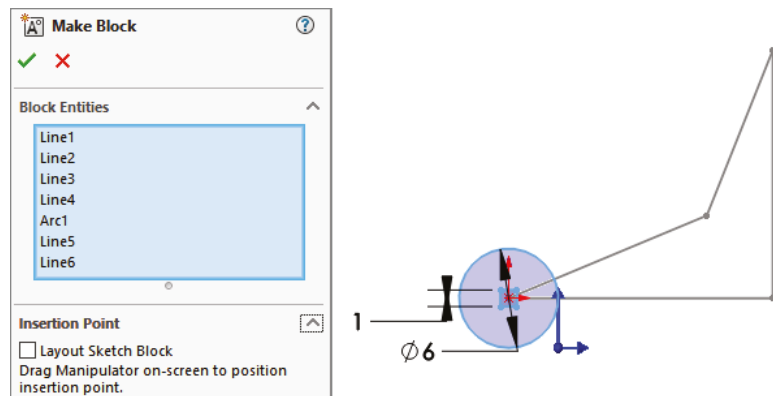 Make Block
Block Entities
Line1
Line2
Line3
Line4
Arc1
Line5
Line6
Insertion Point
Layout Sketch Block
Drag Manipulator on-screen to position
insertion point.
1
∅6